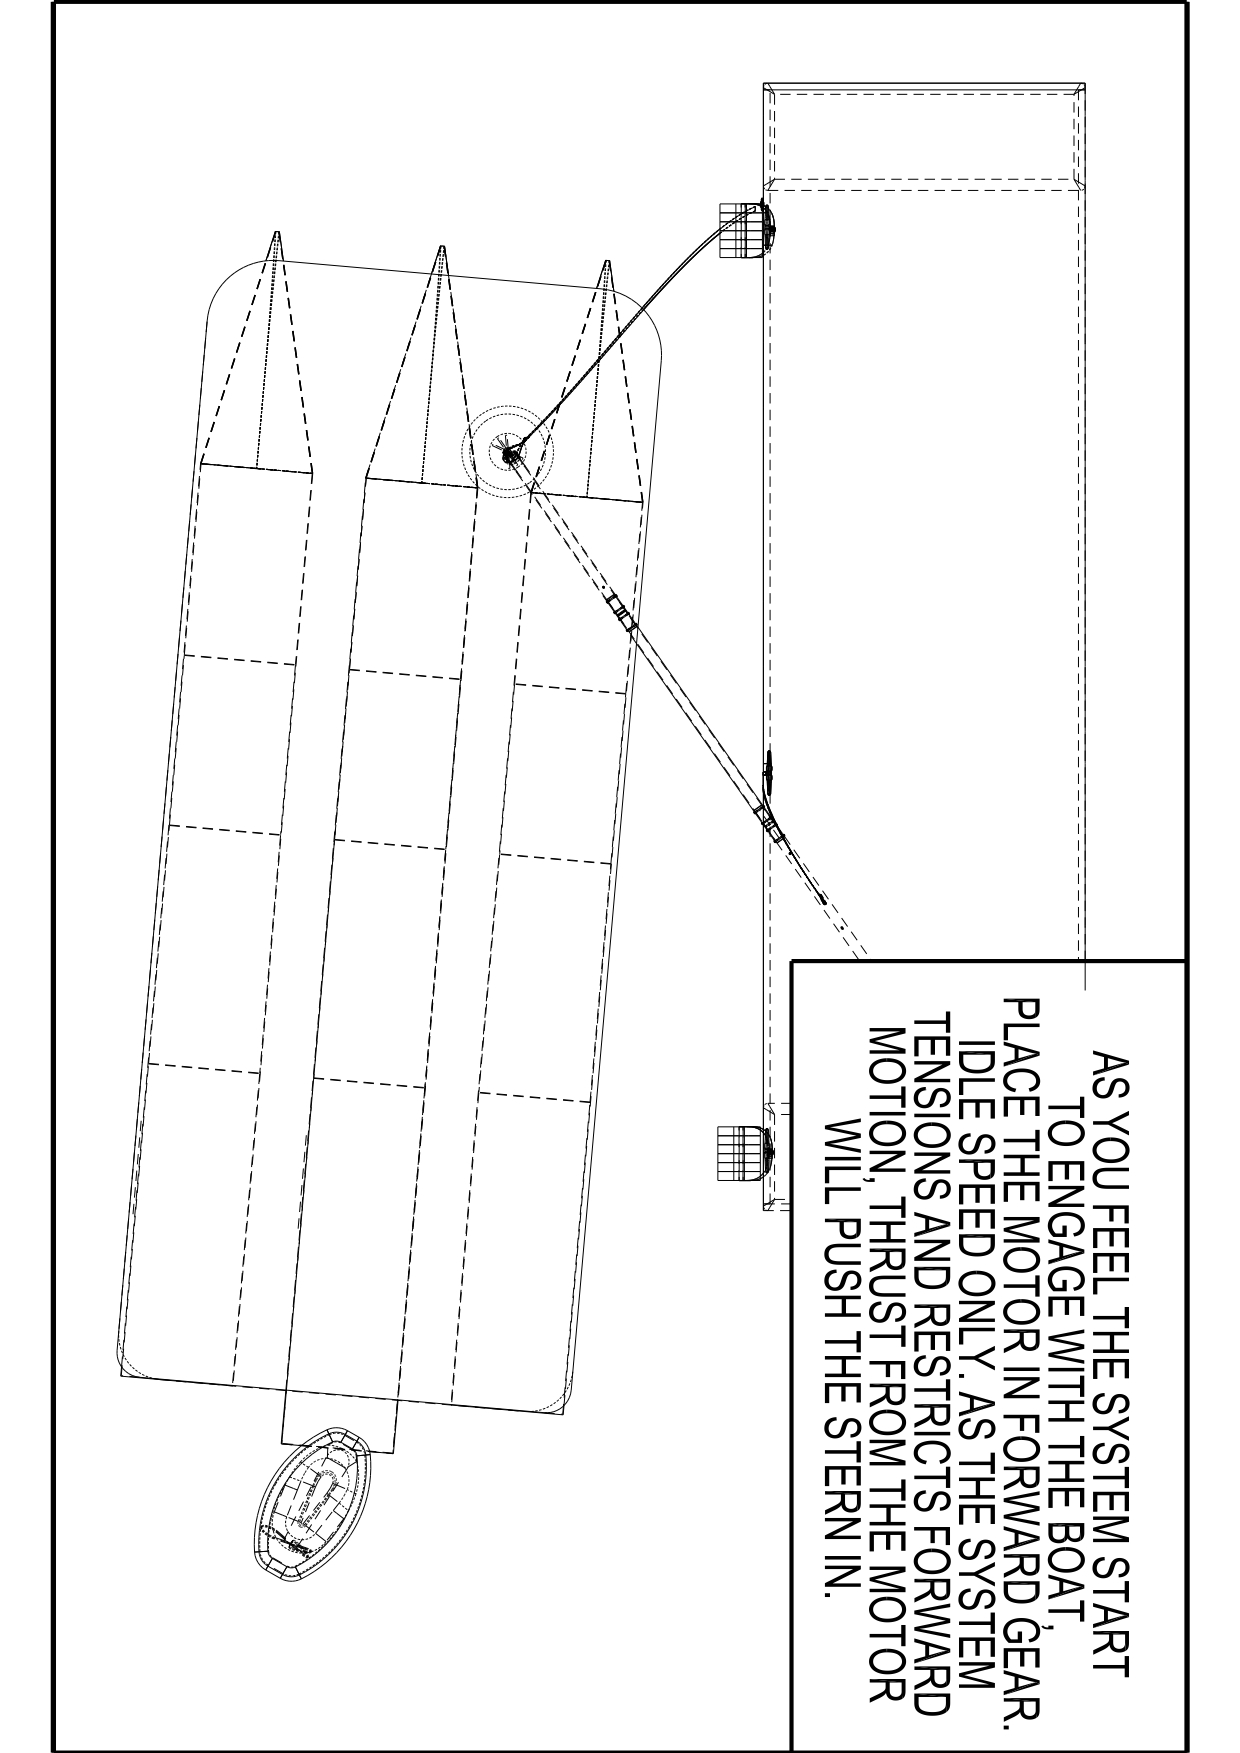 AS YOU FEEL THE SYSTEM START
TO ENGAGE WITH THE BOAT,
PLACE THE MOTOR IN FORWARD GEAR.
IDLE SPEED ONLY. AS THE SYSTEM
TENSIONS AND RESTRICTS FORWARD
MOTION, THRUST FROM THE MOTOR
WILL PUSH THE STERN IN.